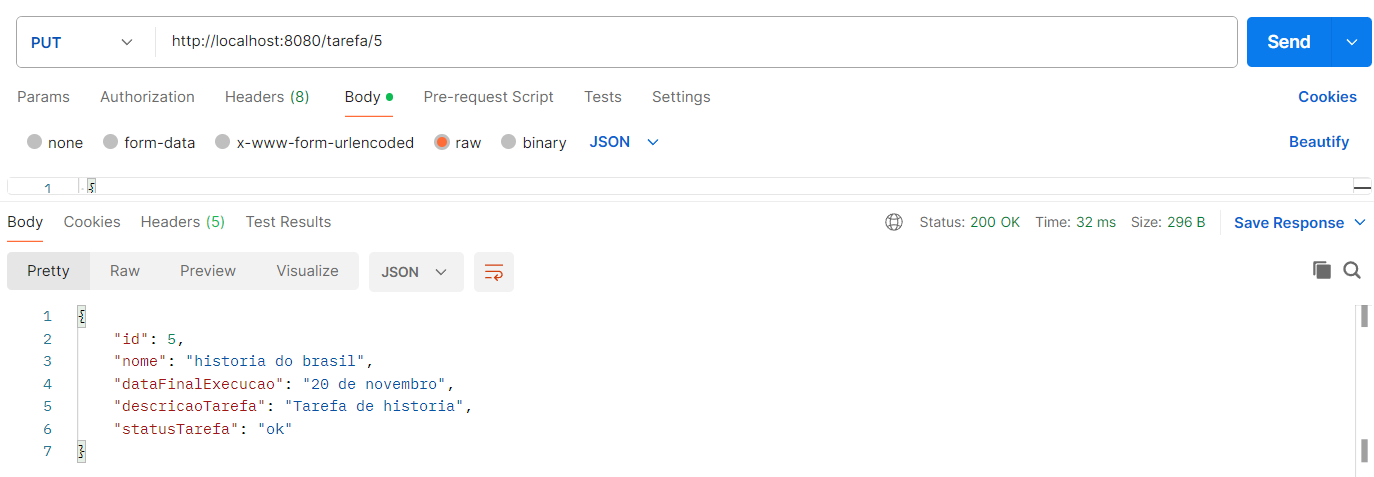 PUT http://localhost:8080/tarefa/5 Send
Params Authorization Headers (8) Body Pre-request Script Tests Settings Cookies
none form-data x-www-form-urlencoded raw binary JSON Beautify
1 {
Body Cookies Headers (5) Test Results Status: 200 OK Time: 32 ms Size: 296 B Save Response
Pretty Raw Preview Visualize JSON
1 {
2 "id": 5,
3 "nome": "historia do brasil",
4 "dataFinalExecucao": "20 de novembro",
5 "descricaoTarefa": "Tarefa de historia",
6 "statusTarefa": "ok"
7 }